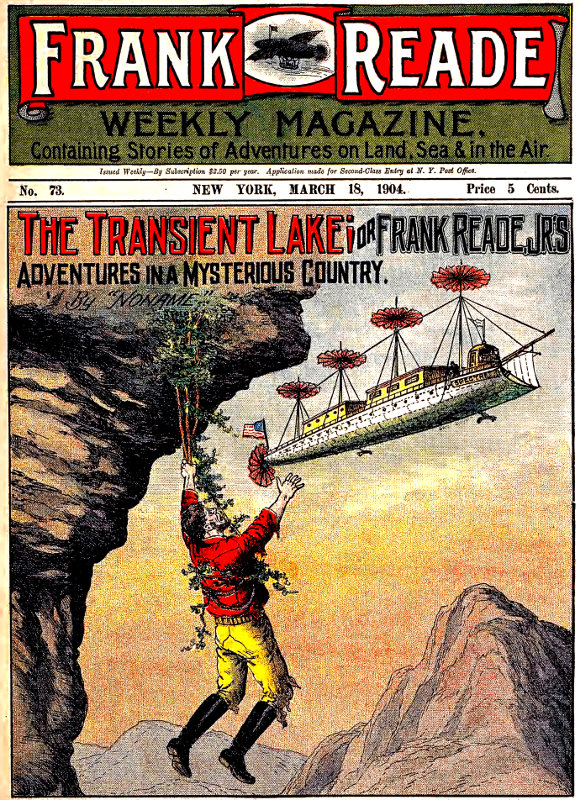 FRANK READE
WEEKLY MAGAZINE.
Containing Stories of Adventures on Land, Sea & in the Air.
Issued Weekly—By Subscription $2.50 per year. Application made for Second-Class Entry at N. Y. Post Office.
No. 73. NEW YORK, MARCH 18, 1904. Price 5 Cents.
THE TRANSIENT LAKE; OR FRANK READE, JR'S
ADVENTURES IN A MYSTERIOUS COUNTRY.
By "NONAME."